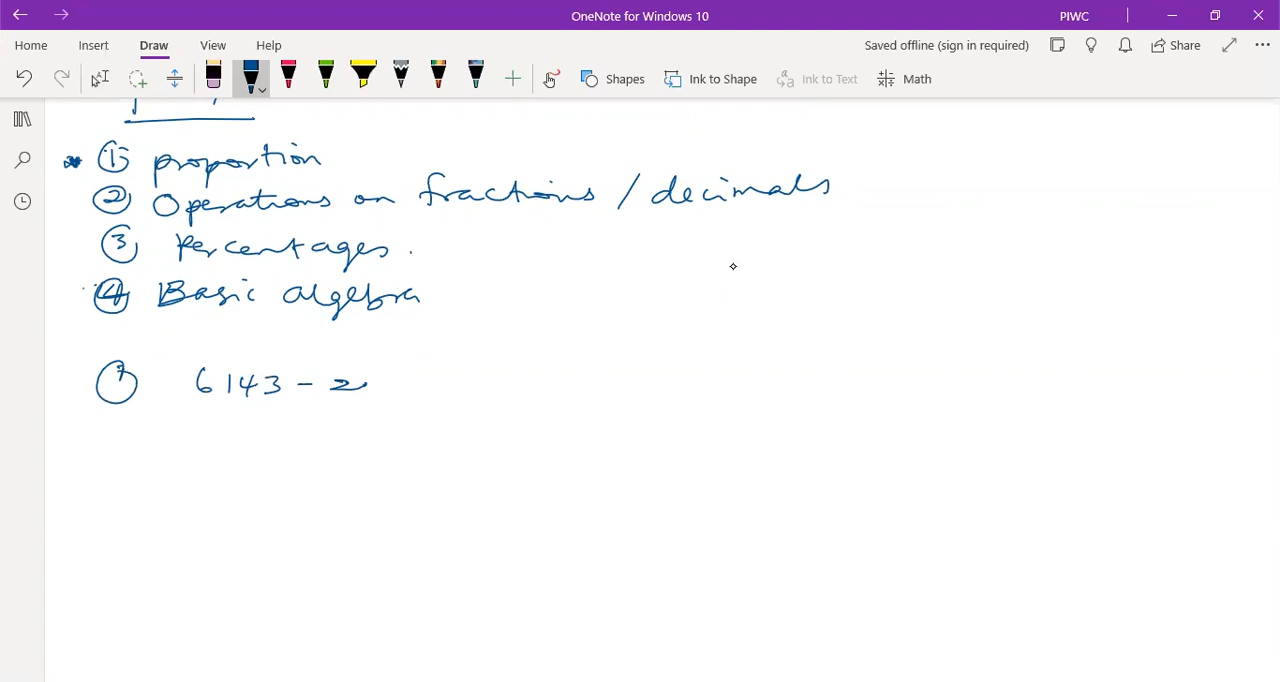 OneNote for Windows 10
PIWC
Home Insert Draw View Help
Saved offline (sign in required)
Share
Shapes
Ink to Shape
Ink to Text
Math
① proportion
② Operations on fractions / decimals
③ Percentages.
④ Basic algebra
⑦ 6143 - 2